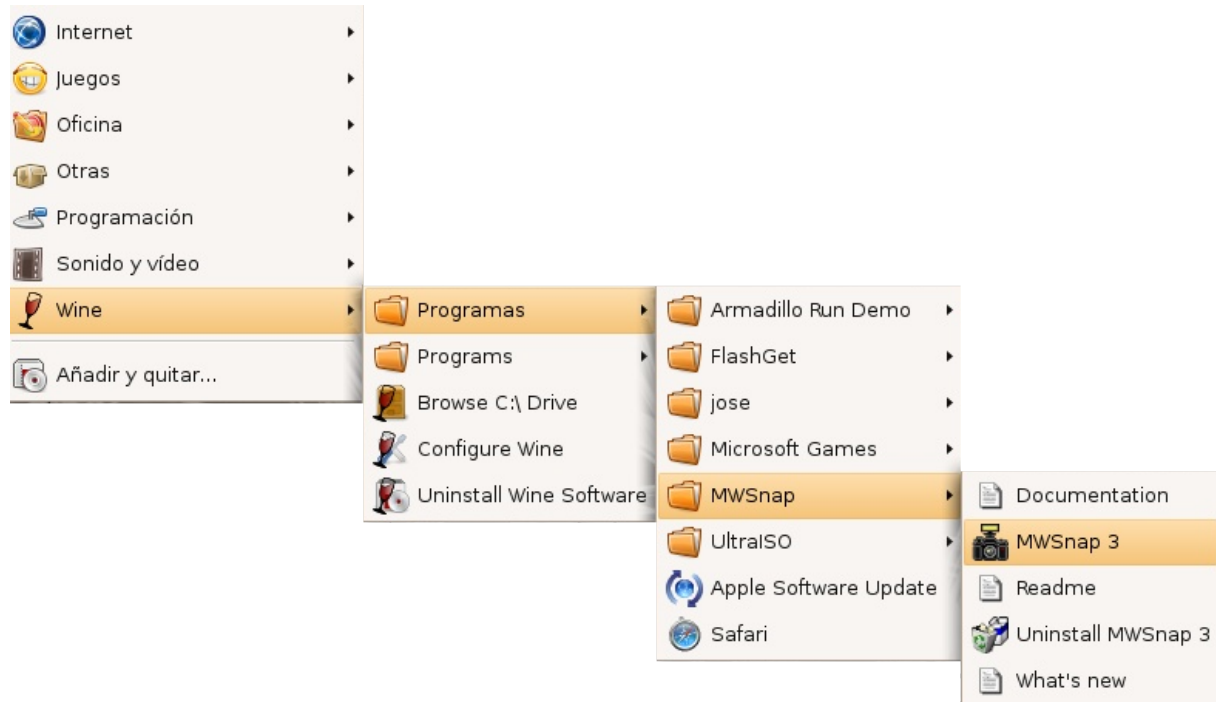 Internet
Juegos
Oficina
Otras
Programación
Sonido y vídeo
Wine
Añadir y quitar...
Programas
Programs
Browse C:\ Drive
Configure Wine
Uninstall Wine Software
Armadillo Run Demo
FlashGet
jose
Microsoft Games
MWSnap
UltraISO
Apple Software Update
Safari
Documentation
MWSnap 3
Readme
Uninstall MWSnap 3
What's new